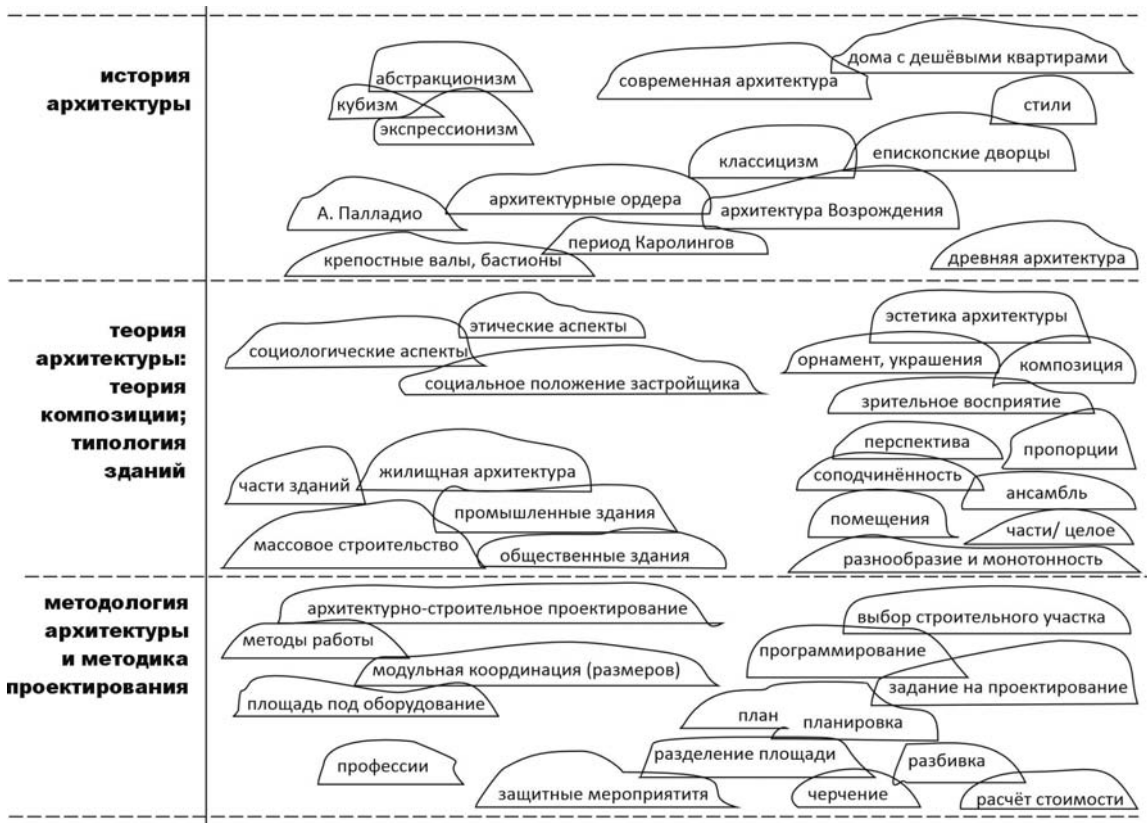 история
архитектуры
абстракционизм
кубизм
экспрессионизм
современная архитектура
дома с дешёвыми квартирами
стили
классицизм
епископские дворцы
А. Палладио
архитектурные ордера
архитектура Возрождения
период Каролингов
крепостные валы, бастионы
древняя архитектура
теория
архитектуры:
теория
композиции;
типология
зданий
этические аспекты
социологические аспекты
социальное положение застройщика
эстетика архитектуры
орнамент, украшения
композиция
зрительное восприятие
перспектива
пропорции
соподчинённость
ансамбль
помещения
части/ целое
разнообразие и монотонность
части зданий
жилищная архитектура
промышленные здания
массовое строительство
общественные здания
методология
архитектуры
и методика
проектирования
архитектурно-строительное проектирование
методы работы
модульная координация (размеров)
площадь под оборудование
выбор строительного участка
программирование
задание на проектирование
план
планировка
разделение площади
разбивка
профессии
защитные мероприятитя
черчение
расчёт стоимости